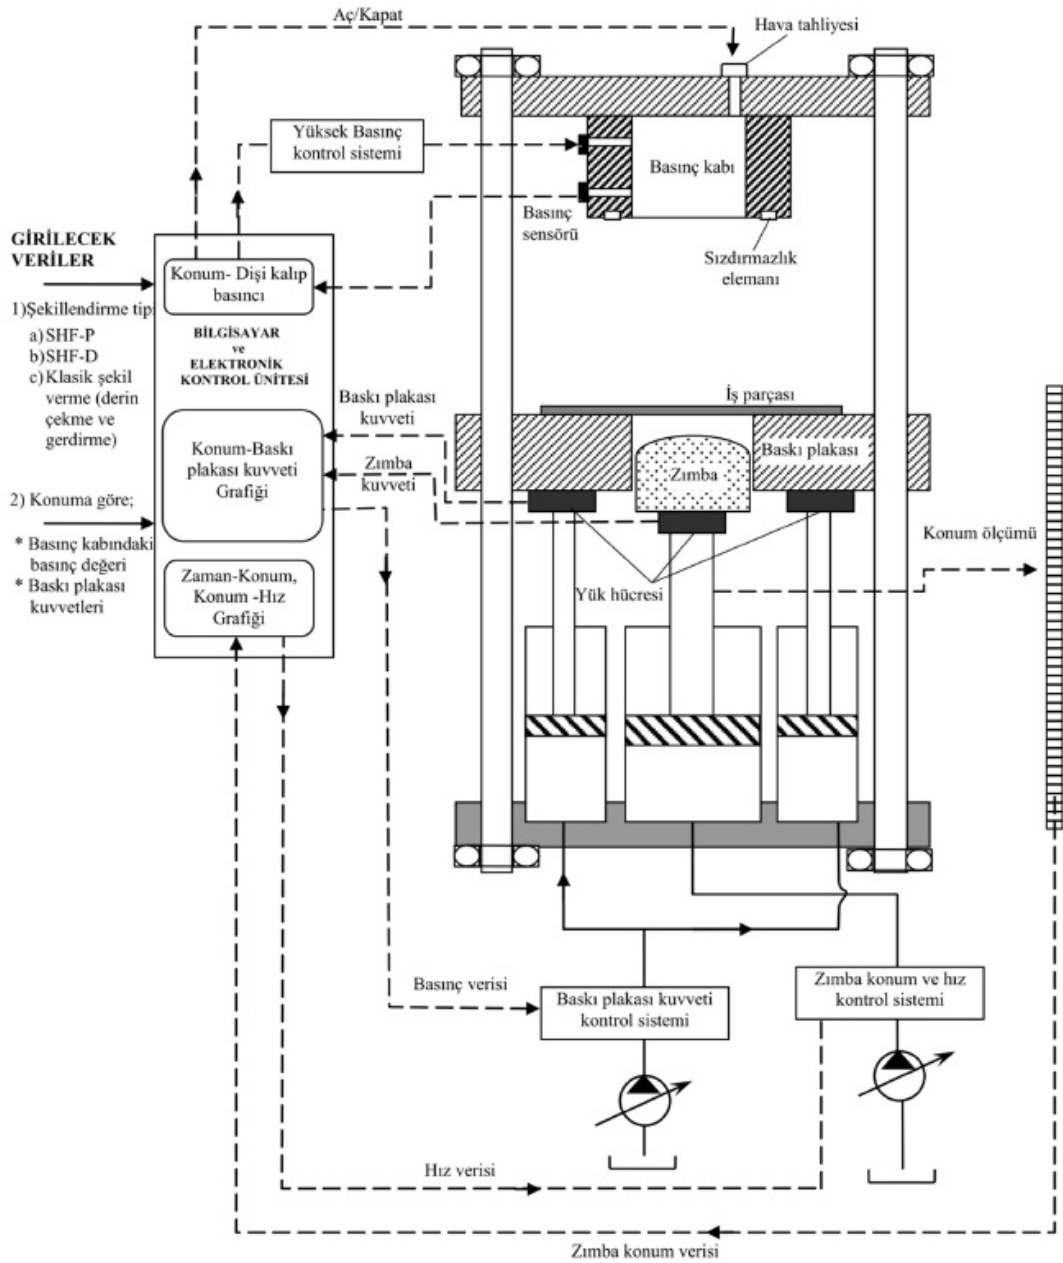 Aç/Kapat
Hava tahliyesi
Yüksek Basınç
kontrol sistemi
Basınç kabı
Basınç
sensörü
Sızdırmazlık
elemanı
GİRİLECEK
VERİLER
1)Şekillendirme tip
a)SHF-P
b)SHF-D
c)Klasik şekil
verme (derin
çekme ve
gerdirme)
2) Konuma göre;
* Basınç kabındaki
basınç değeri
* Baskı plakası
kuvvetleri
Konum- Dişi kalıp
basıncı
BİLGİSAYAR
ve
ELEKTRONİK
KONTROL ÜNİTESİ
Konum-Baskı
plakası kuvveti
Grafiği
Zaman-Konum,
Konum -Hız
Grafiği
Baskı plakası
kuvveti
Zımba
kuvveti
İş parçası
Zımba
Baskı plakası
Yük hücresi
Konum ölçümü
Basınç verisi
Baskı plakası kuvveti
kontrol sistemi
Zımba konum ve hız
kontrol sistemi
Hız verisi
Zımba konum verisi